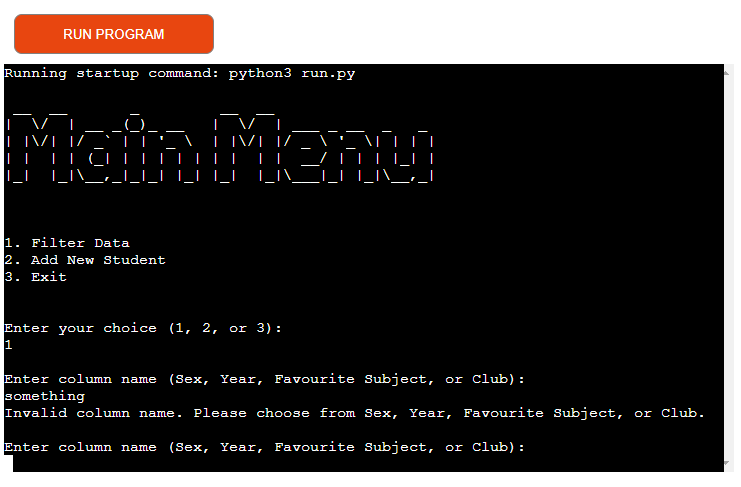 RUN PROGRAM
Running startup command: python3 run.py
Main Menu
1. Filter Data
2. Add New Student
3. Exit
Enter your choice (1, 2, or 3):
1
Enter column name (Sex, Year, Favourite Subject, or Club):
something
Invalid column name. Please choose from Sex, Year, Favourite Subject, or Club.
Enter column name (Sex, Year, Favourite Subject, or Club):